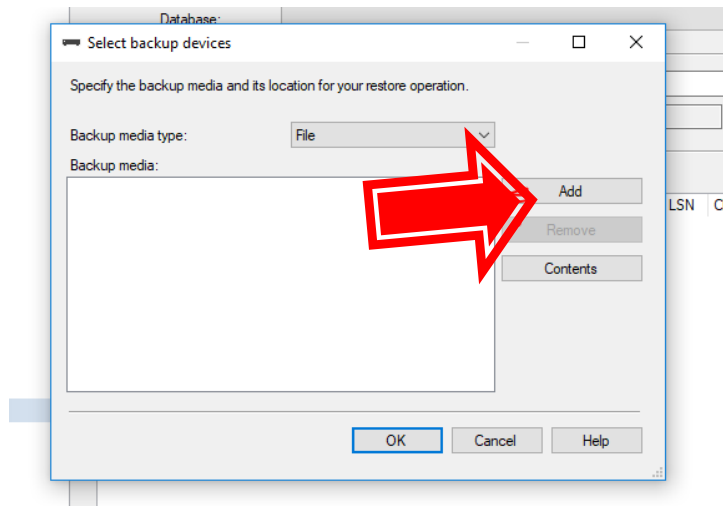 Database:
Select backup devices
Specify the backup media and its location for your restore operation.
Backup media type:
File
Backup media:
Add
LSN
Remove
Contents
OK
Cancel
Help